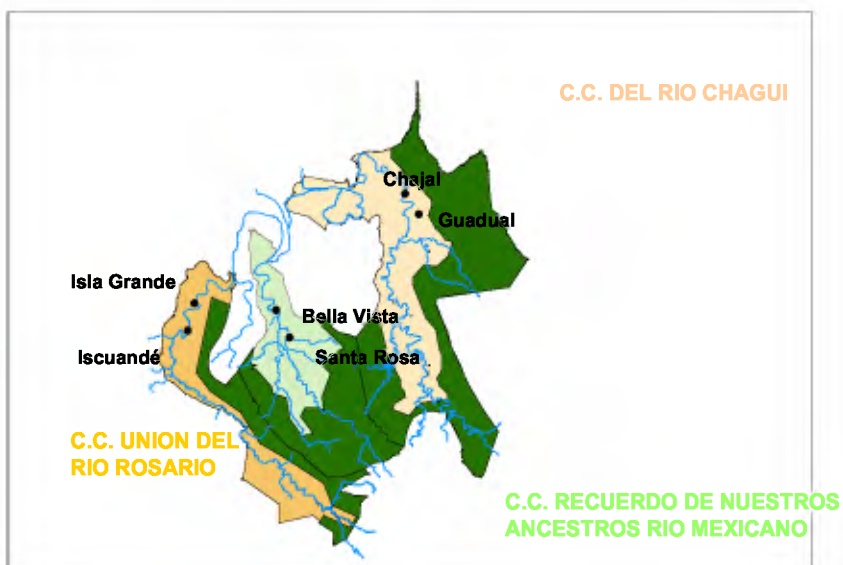 C.C. DEL RIO CHAGUI
Chajal
Guadual
Isla Grande
Bella Vista
Iscuandé
Santa Rosa
C.C. UNION DEL
RIO ROSARIO
C.C. RECUERDO DE NUESTROS
ANCESTROS RIO MEXICANO